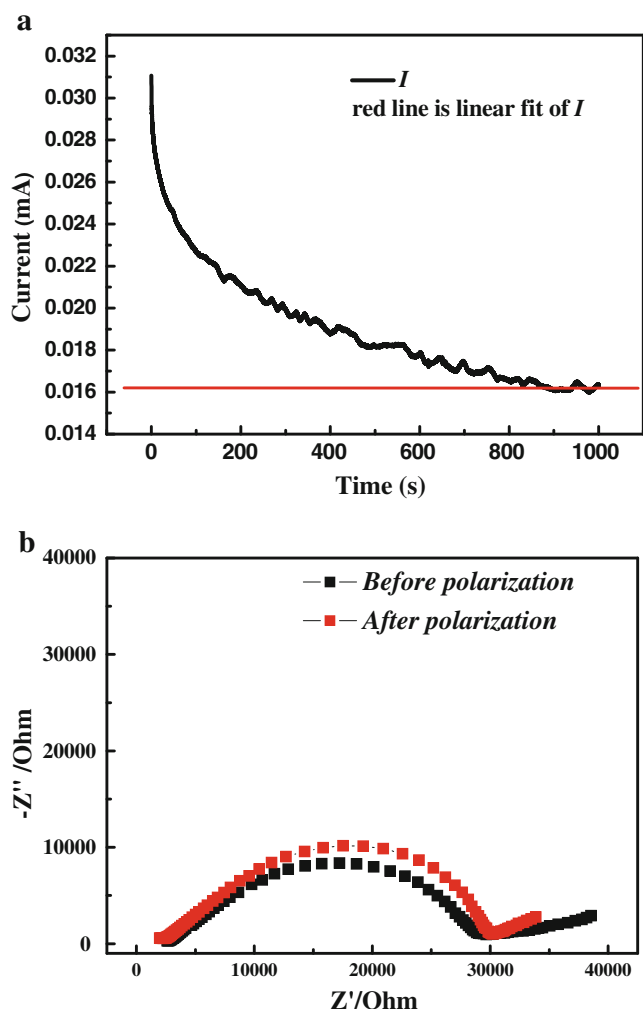 a
0.032
0.030
0.028
0.026
0.024
0.022
0.020
0.018
0.016
0.014
Current (mA)
I
red line is linear fit of I
0 200 400 600 800 1000
Time (s)
b
40000
30000
20000
10000
0
-Z'' /Ohm
Before polarization
After polarization
0 10000 20000 30000 40000
Z'/Ohm